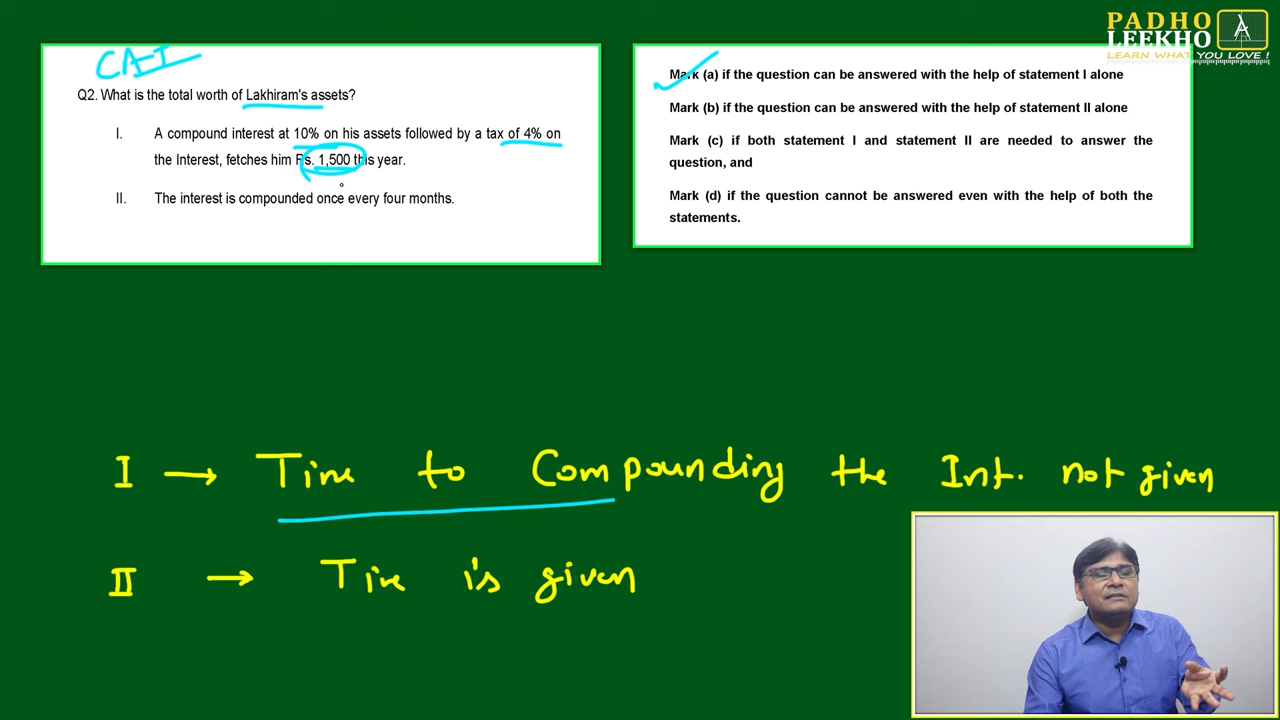 PADHO
LEEKHO
LEARN WHAT YOU LOVE !
CA-I
Q2. What is the total worth of Lakhiram's assets?
I. A compound interest at 10% on his assets followed by a tax of 4% on
the Interest, fetches him Rs. 1,500 this year.
II. The interest is compounded once every four months.
Mark (a) if the question can be answered with the help of statement I alone
Mark (b) if the question can be answered with the help of statement II alone
Mark (c) if both statement I and statement II are needed to answer the
question, and
Mark (d) if the question cannot be answered even with the help of both the
statements.
I → Time to Compounding the Int. not given
II → Time is given